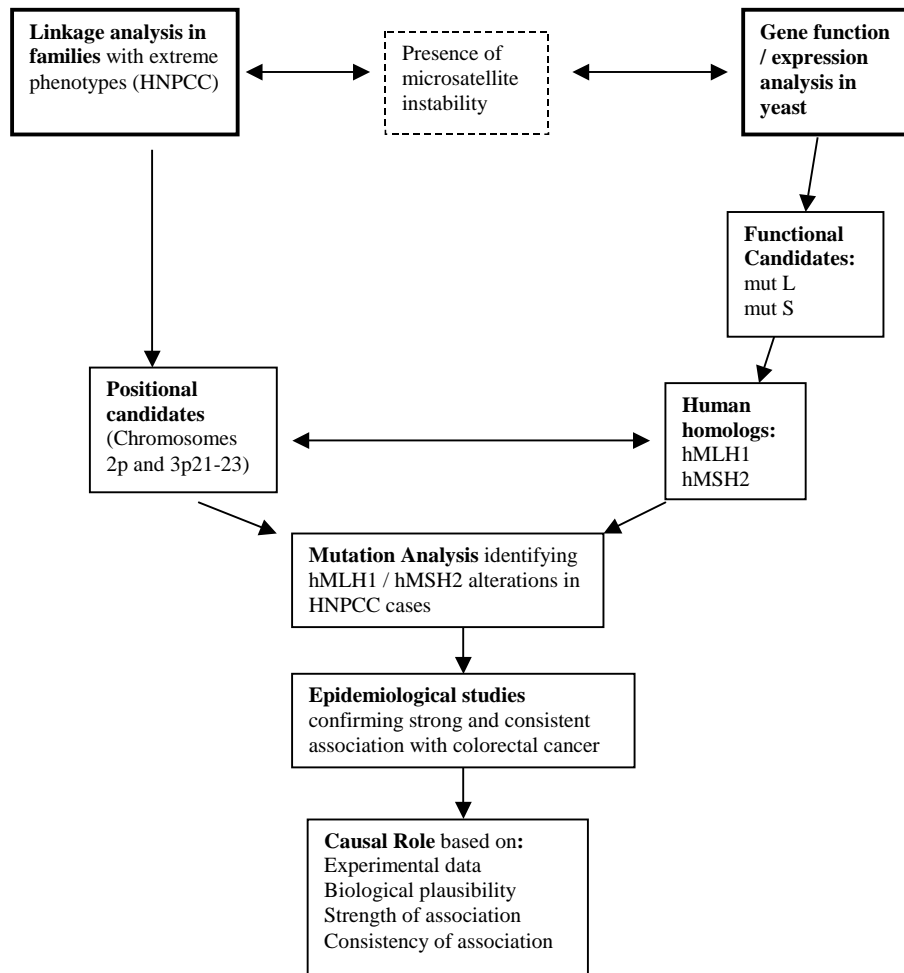 Linkage analysis in
families with extreme
phenotypes (HNPCC)
Presence of
microsatellite
instability
Gene function
/ expression
analysis in
yeast
Functional
Candidates:
mut L
mut S
Positional
candidates
(Chromosomes
2p and 3p21-23)
Human
homologs:
hMLH1
hMSH2
Mutation Analysis identifying
hMLH1 / hMSH2 alterations in
HNPCC cases
Epidemiological studies
confirming strong and consistent
association with colorectal cancer
Causal Role based on:
Experimental data
Biological plausibility
Strength of association
Consistency of association